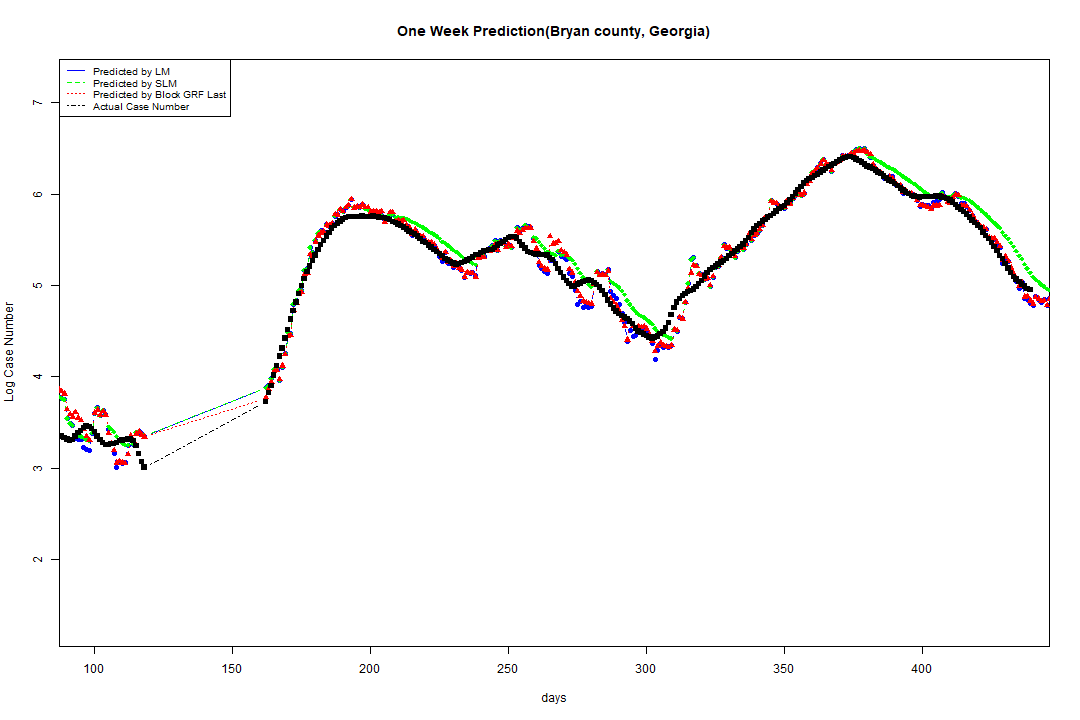 One Week Prediction(Bryan county, Georgia)
Predicted by LM
Predicted by SLM
Predicted by Block GRF Last
Actual Case Number
7
6
5
4
3
2
Log Case Number
100 150 200 250 300 350 400
days